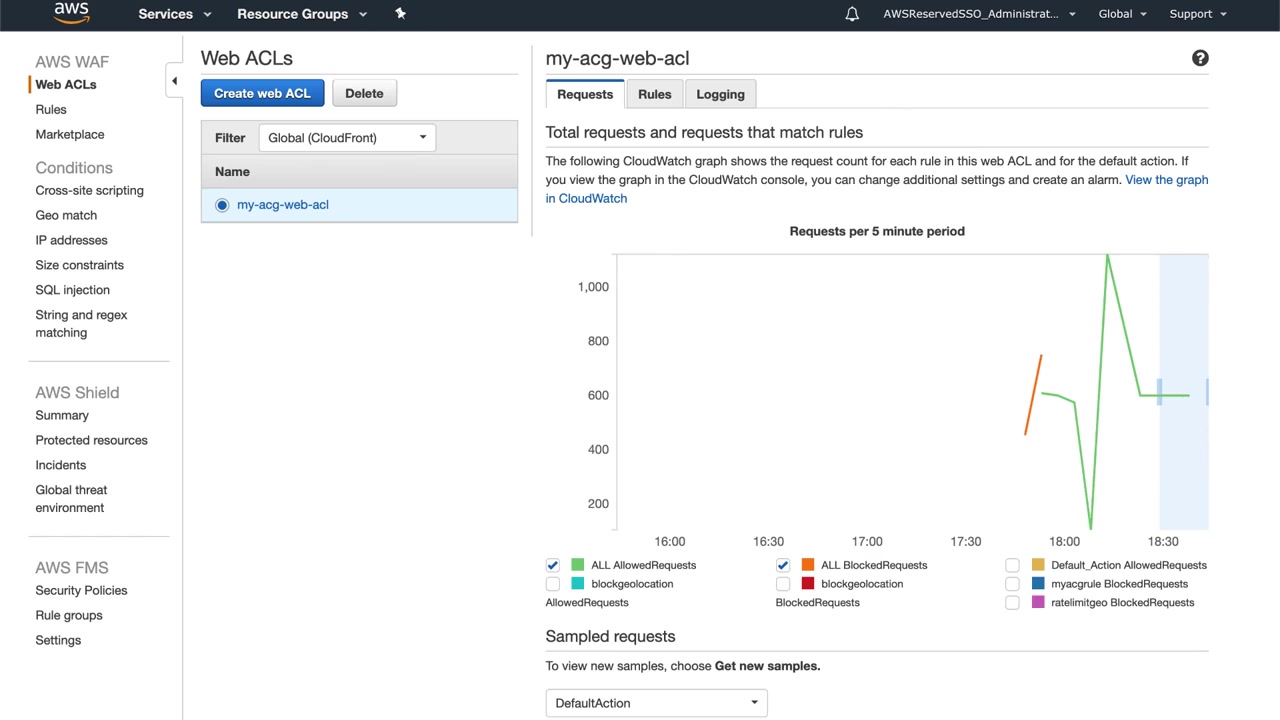 aws
Services
Resource Groups
AWSReservedSSO_Administrat...
Global
Support
AWS WAF
Web ACLs
Rules
Marketplace
Conditions
Cross-site scripting
Geo match
IP addresses
Size constraints
SQL injection
String and regex
matching
AWS Shield
Summary
Protected resources
Incidents
Global threat
environment
AWS FMS
Security Policies
Rule groups
Settings
Web ACLs
Create web ACL
Delete
Filter
Global (CloudFront)
Name
my-acg-web-acl
my-acg-web-acl
?
Requests
Rules
Logging
Total requests and requests that match rules
The following CloudWatch graph shows the request count for each rule in this web ACL and for the default action. If
you view the graph in the CloudWatch console, you can change additional settings and create an alarm. View the graph
in CloudWatch
Requests per 5 minute period
1,000
800
600
400
200
16:00
16:30
17:00
17:30
18:00
18:30
ALL AllowedRequests
blockgeolocation
AllowedRequests
ALL BlockedRequests
blockgeolocation
BlockedRequests
Default_Action AllowedRequests
myacgrule BlockedRequests
ratelimitgeo BlockedRequests
Sampled requests
To view new samples, choose Get new samples.
DefaultAction